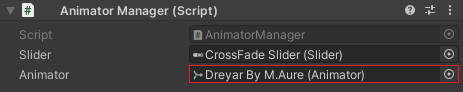 Animator Manager (Script)
Script AnimatorManager
Slider CrossFade Slider (Slider)
Animator Dreyar By M.Aure (Animator)